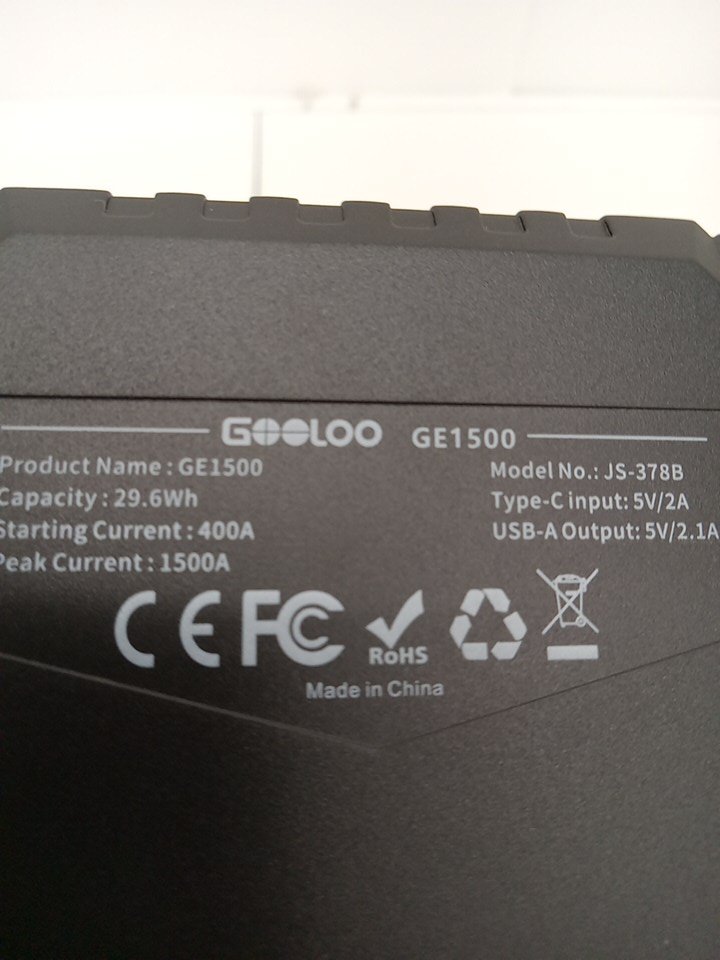 GOOLOO GE1500
Product Name : GE1500
Capacity : 29.6Wh
Starting Current : 400A
Peak Current : 1500A
Model No.: JS-378B
Type-C input: 5V/2A
USB-A Output: 5V/2.1A
CE FC RoHS
Made in China